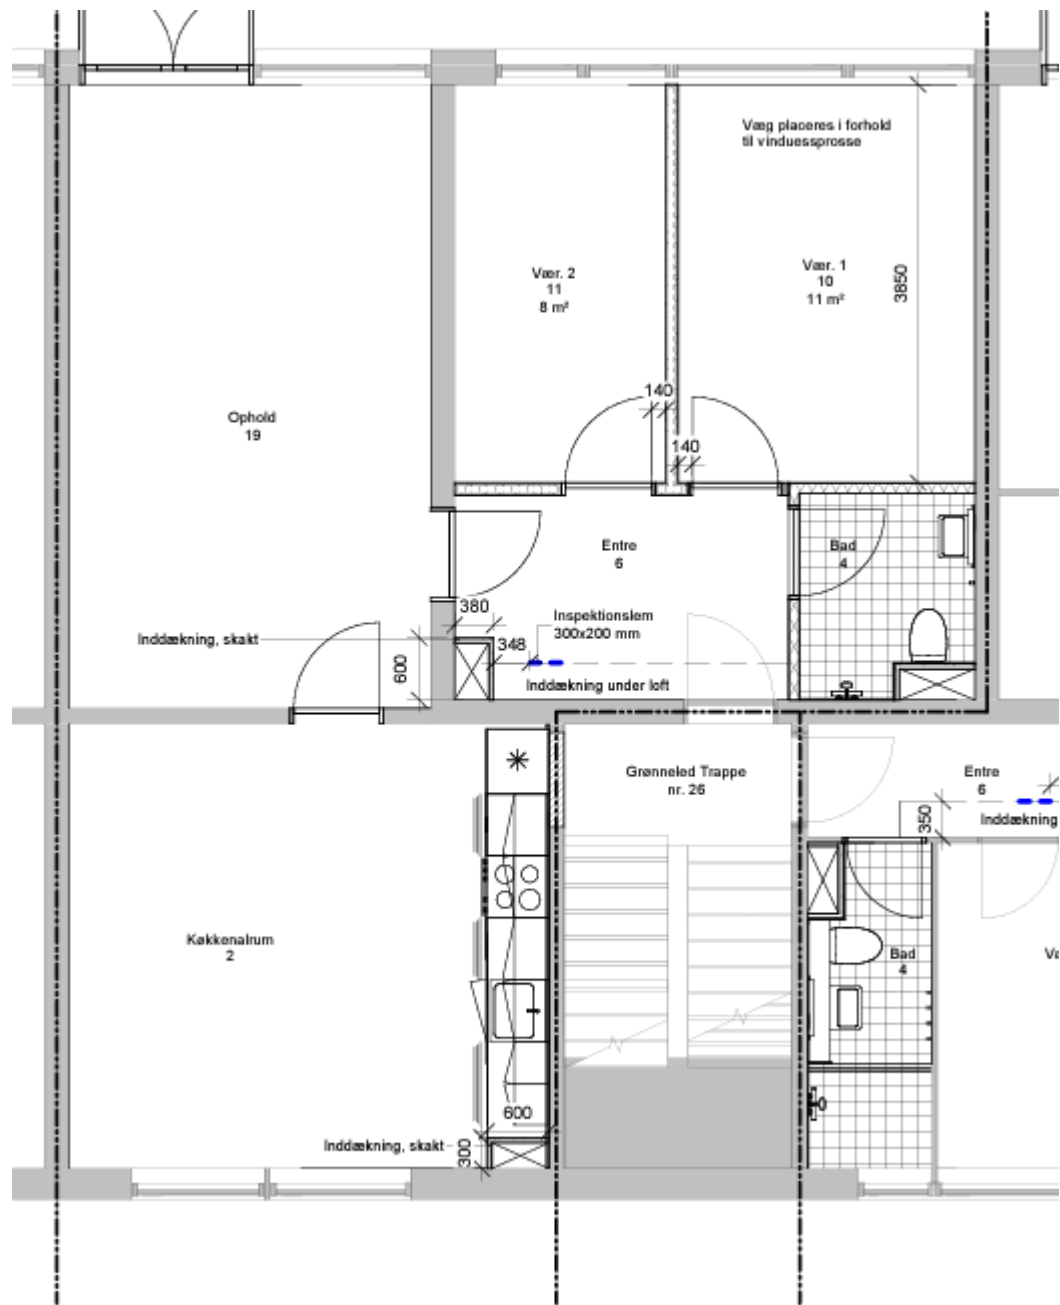 Væg placeres i forhold
til vinduessprosse
Vær. 2
11
8 m²
Vær. 1
10
11 m²
3850
140
140
Ophold
19
Entre
6
Bad
4
380
Inspektionslem
300x200 mm
348
Inddækning, skakt
600
Inddækning under loft
Grønneled Trappe
nr. 26
Entre
6
350
Inddækning
Køkkenalrum
2
Bad
4
Væ
600
Inddækning, skakt
300